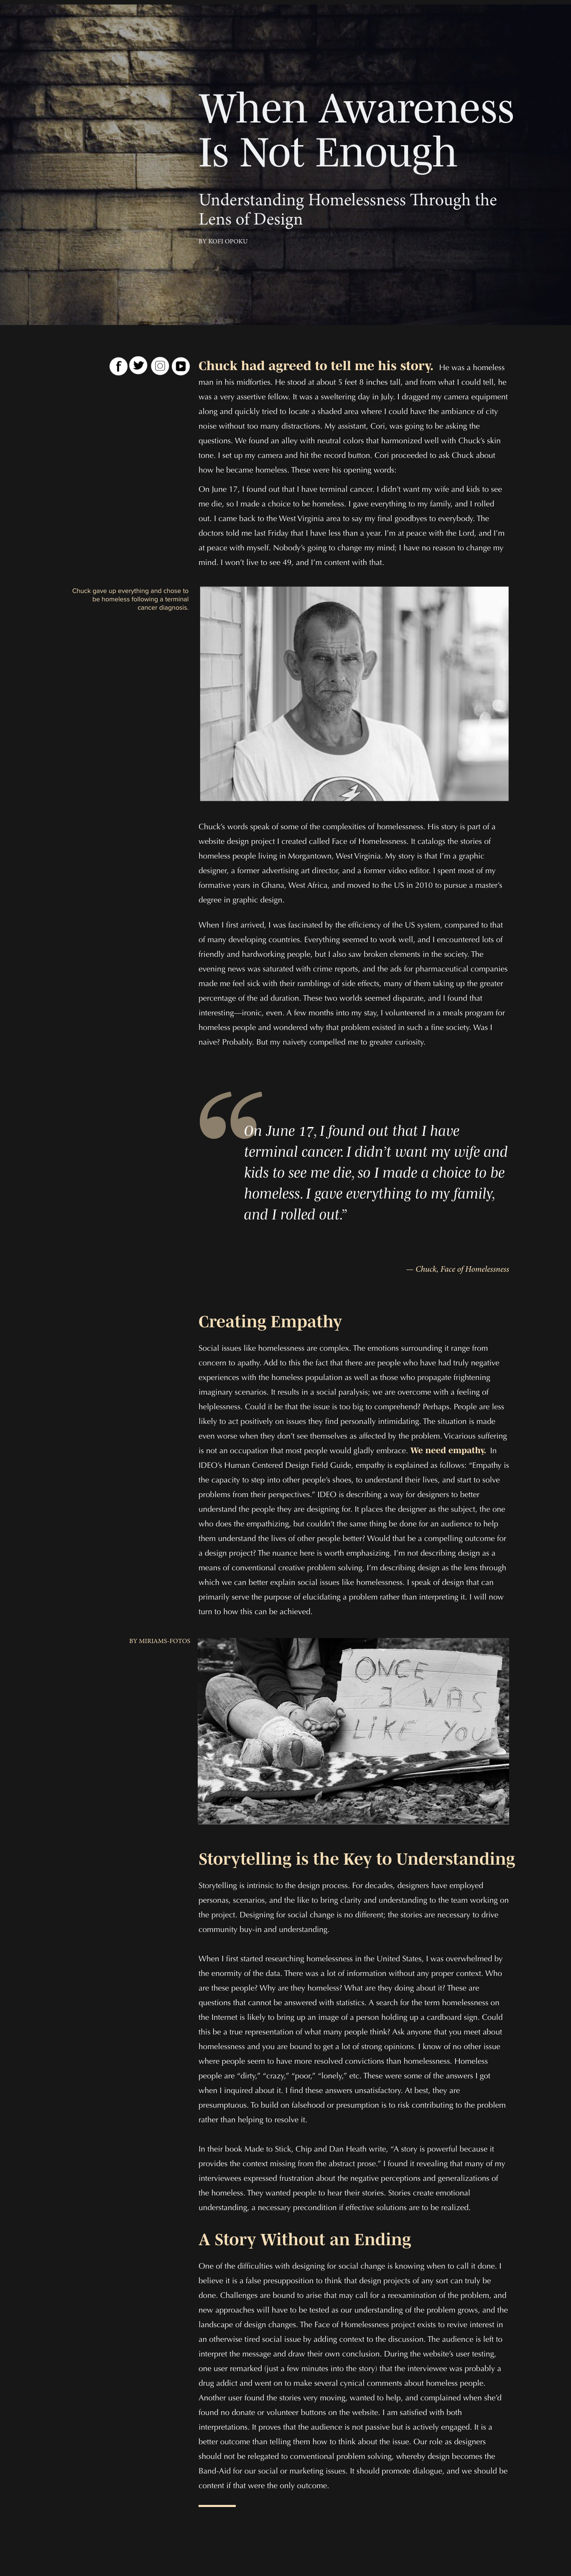 When Awareness
Is Not Enough
Understanding Homelessness Through the
Lens of Design
BY KOFI OPOKU
Chuck had agreed to tell me his story. He was a homeless
man in his midforties. He stood at about 5 feet 8 inches tall, and from what I could tell, he
was a very assertive fellow. It was a sweltering day in July. I dragged my camera equipment
along and quickly tried to locate a shaded area where I could have the ambiance of city
noise without too many distractions. My assistant, Cori, was going to be asking the
questions. We found an alley with neutral colors that harmonized well with Chuck's skin
tone. I set up my camera and hit the record button. Cori proceeded to ask Chuck about
how he became homeless. These were his opening words:
On June 17, I found out that I have terminal cancer. I didn't want my wife and kids to see
me die, so I made a choice to be homeless. I gave everything to my family, and I rolled
out. I came back to the West Virginia area to say my final goodbyes to everybody. The
doctors told me last Friday that I have less than a year. I'm at peace with the Lord, and I'm
at peace with myself. Nobody's going to change my mind; I have no reason to change my
mind. I won't live to see 49, and I'm content with that.
Chuck gave up everything and chose to
be homeless following a terminal
cancer diagnosis.
Chuck's words speak of some of the complexities of homelessness. His story is part of a
website design project I created called Face of Homelessness. It catalogs the stories of
homeless people living in Morgantown, West Virginia. My story is that I'm a graphic
designer, a former advertising art director, and a former video editor. I spent most of my
formative years in Ghana, West Africa, and moved to the US in 2010 to pursue a master's
degree in graphic design.
When I first arrived, I was fascinated by the efficiency of the US system, compared to that
of many developing countries. Everything seemed to work well, and I encountered lots of
friendly and hardworking people, but I also saw broken elements in the society. The
evening news was saturated with crime reports, and the ads for pharmaceutical companies
made me feel sick with their ramblings of side effects, many of them taking up the greater
percentage of the ad duration. These two worlds seemed disparate, and I found that
interesting—ironic, even. A few months into my stay, I volunteered in a meals program for
homeless people and wondered why that problem existed in such a fine society. Was I
naive? Probably. But my naivety compelled me to greater curiosity.
“
On June 17, I found out that I have
terminal cancer. I didn't want my wife and
kids to see me die, so I made a choice to be
homeless. I gave everything to my family,
and I rolled out.”
— Chuck, Face of Homelessness
Creating Empathy
Social issues like homelessness are complex. The emotions surrounding it range from
concern to apathy. Add to this the fact that there are people who have had truly negative
experiences with the homeless population as well as those who propagate frightening
imaginary scenarios. It results in a social paralysis; we are overcome with a feeling of
helplessness. Could it be that the issue is too big to comprehend? Perhaps. People are less
likely to act positively on issues they find personally intimidating. The situation is made
even worse when they don't see themselves as affected by the problem. Vicarious suffering
is not an occupation that most people would gladly embrace. We need empathy. In
IDEO's Human Centered Design Field Guide, empathy is explained as follows: “Empathy is
the capacity to step into other people's shoes, to understand their lives, and start to solve
problems from their perspectives.” IDEO is describing a way for designers to better
understand the people they are designing for. It places the designer as the subject, the one
who does the empathizing, but couldn't the same thing be done for an audience to help
them understand the lives of other people better? Would that be a compelling outcome for
a design project? The nuance here is worth emphasizing. I'm not describing design as a
means of conventional creative problem solving. I'm describing design as the lens through
which we can better explain social issues like homelessness. I speak of design that can
primarily serve the purpose of elucidating a problem rather than interpreting it. I will now
turn to how this can be achieved.
BY MIRIAMS-FOTOS
ONCE
I WAS
LIKE YOU
Storytelling is the Key to Understanding
Storytelling is intrinsic to the design process. For decades, designers have employed
personas, scenarios, and the like to bring clarity and understanding to the team working on
the project. Designing for social change is no different; the stories are necessary to drive
community buy-in and understanding.
When I first started researching homelessness in the United States, I was overwhelmed by
the enormity of the data. There was a lot of information without any proper context. Who
are these people? Why are they homeless? What are they doing about it? These are
questions that cannot be answered with statistics. A search for the term homelessness on
the Internet is likely to bring up an image of a person holding up a cardboard sign. Could
this be a true representation of what many people think? Ask anyone that you meet about
homelessness and you are bound to get a lot of strong opinions. I know of no other issue
where people seem to have more resolved convictions than homelessness. Homeless
people are “dirty,” “crazy,” “poor,” “lonely,” etc. These were some of the answers I got
when I inquired about it. I find these answers unsatisfactory. At best, they are
presumptuous. To build on falsehood or presumption is to risk contributing to the problem
rather than helping to resolve it.
In their book Made to Stick, Chip and Dan Heath write, “A story is powerful because it
provides the context missing from the abstract prose.” I found it revealing that many of my
interviewees expressed frustration about the negative perceptions and generalizations of
the homeless. They wanted people to hear their stories. Stories create emotional
understanding, a necessary precondition if effective solutions are to be realized.
A Story Without an Ending
One of the difficulties with designing for social change is knowing when to call it done. I
believe it is a false presupposition to think that design projects of any sort can truly be
done. Challenges are bound to arise that may call for a reexamination of the problem, and
new approaches will have to be tested as our understanding of the problem grows, and the
landscape of design changes. The Face of Homelessness project exists to revive interest in
an otherwise tired social issue by adding context to the discussion. The audience is left to
interpret the message and draw their own conclusion. During the website's user testing,
one user remarked (just a few minutes into the story) that the interviewee was probably a
drug addict and went on to make several cynical comments about homeless people.
Another user found the stories very moving, wanted to help, and complained when she'd
found no donate or volunteer buttons on the website. I am satisfied with both
interpretations. It proves that the audience is not passive but is actively engaged. It is a
better outcome than telling them how to think about the issue. Our role as designers
should not be relegated to conventional problem solving, whereby design becomes the
Band-Aid for our social or marketing issues. It should promote dialogue, and we should be
content if that were the only outcome.